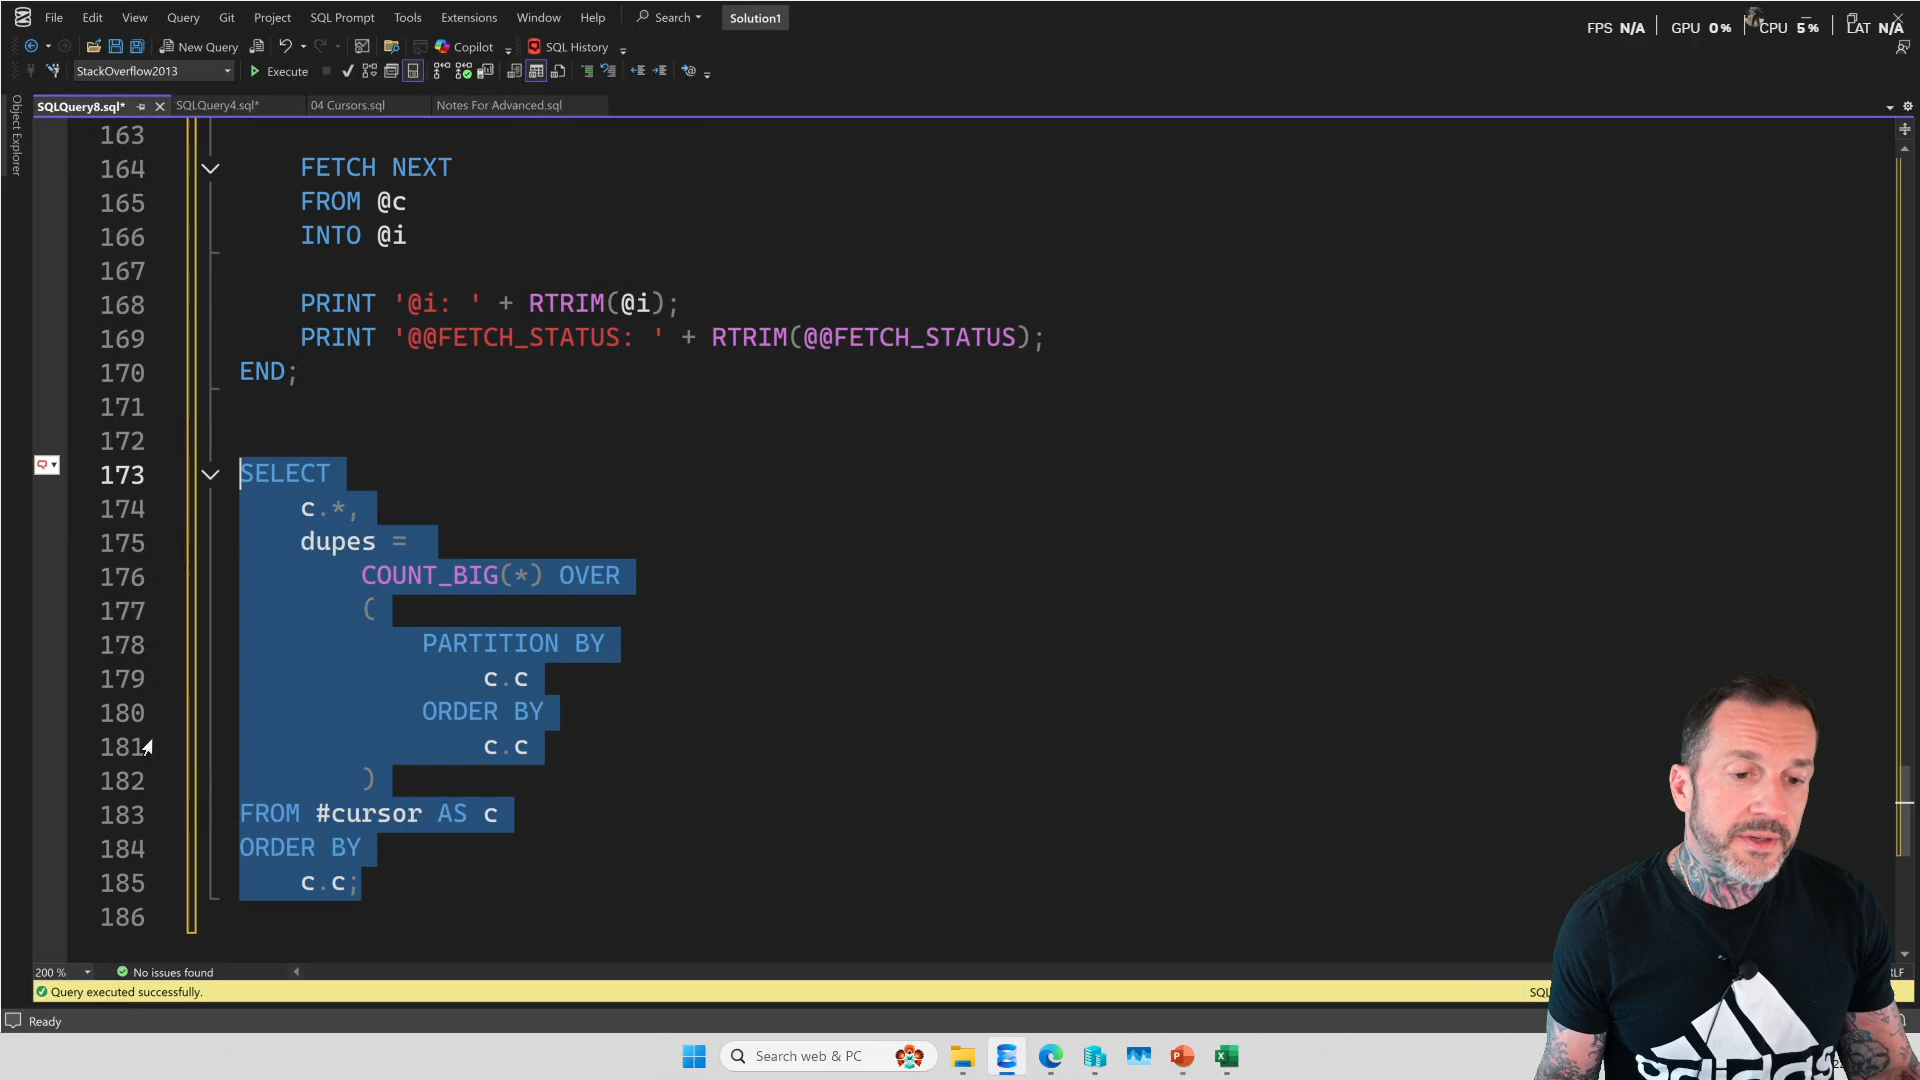 File Edit View Query Git Project SQL Prompt Tools Extensions Window Help Search Solution1
FPS N/A GPU 0% CPU 5% LAT N/A
New Query Copilot SQL History
StackOverflow2013 Execute
SQLQuery8.sql* SQLQuery4.sql* 04 Cursors.sql Notes For Advanced.sql
Object Explorer
163
164 FETCH NEXT
165 FROM @c
166 INTO @i
167
168 PRINT '@i: ' + RTRIM(@i);
169 PRINT '@@FETCH_STATUS: ' + RTRIM(@@FETCH_STATUS);
170 END;
171
172
173 SELECT
174 c.*,
175 dupes =
176 COUNT_BIG(*) OVER
177 (
178 PARTITION BY
179 c.c
180 ORDER BY
181 c.c
182 )
183 FROM #cursor AS c
184 ORDER BY
185 c.c;
186
200 % No issues found
Query executed successfully.
Ready
Search web & PC
adidas